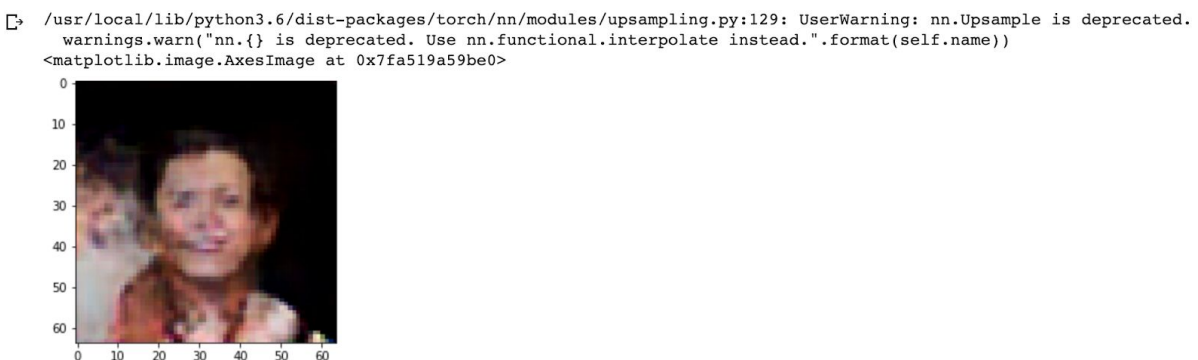 /usr/local/lib/python3.6/dist-packages/torch/nn/modules/upsampling.py:129: UserWarning: nn.Upsample is deprecated.
warnings.warn("nn.{} is deprecated. Use nn.functional.interpolate instead.".format(self.name))
<matplotlib.image.AxesImage at 0x7fa519a59be0>
0
10
20
30
40
50
60
0 10 20 30 40 50 60